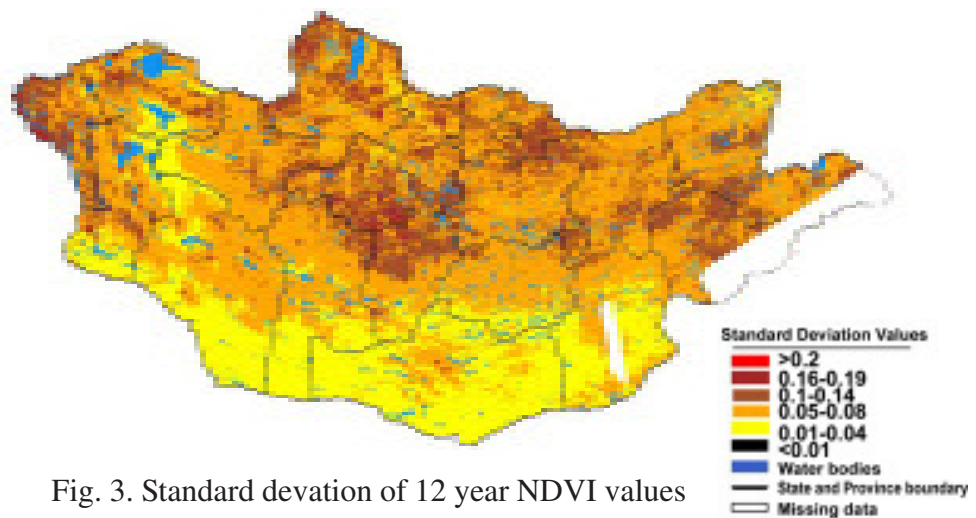 Standard Deviation Values
>0.2
0.16-0.19
0.1-0.14
0.05-0.08
0.01-0.04
<0.01
Water bodies
State and Province boundary
Missing data
Fig. 3. Standard devation of 12 year NDVI values